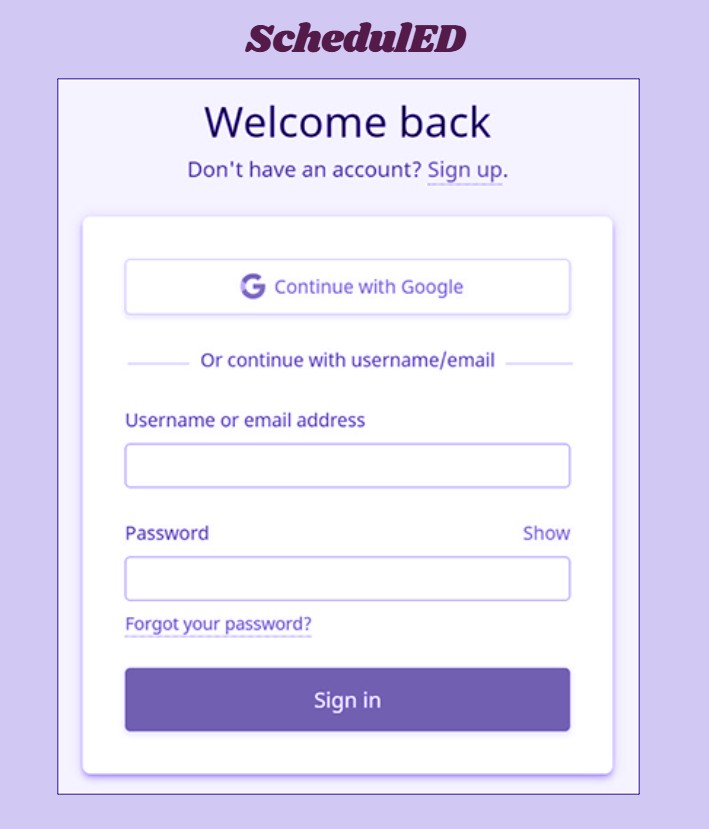 SchedulED
Welcome back
Don't have an account? Sign up.
Continue with Google
Or continue with username/email
Username or email address
Password Show
Forgot your password?
Sign in